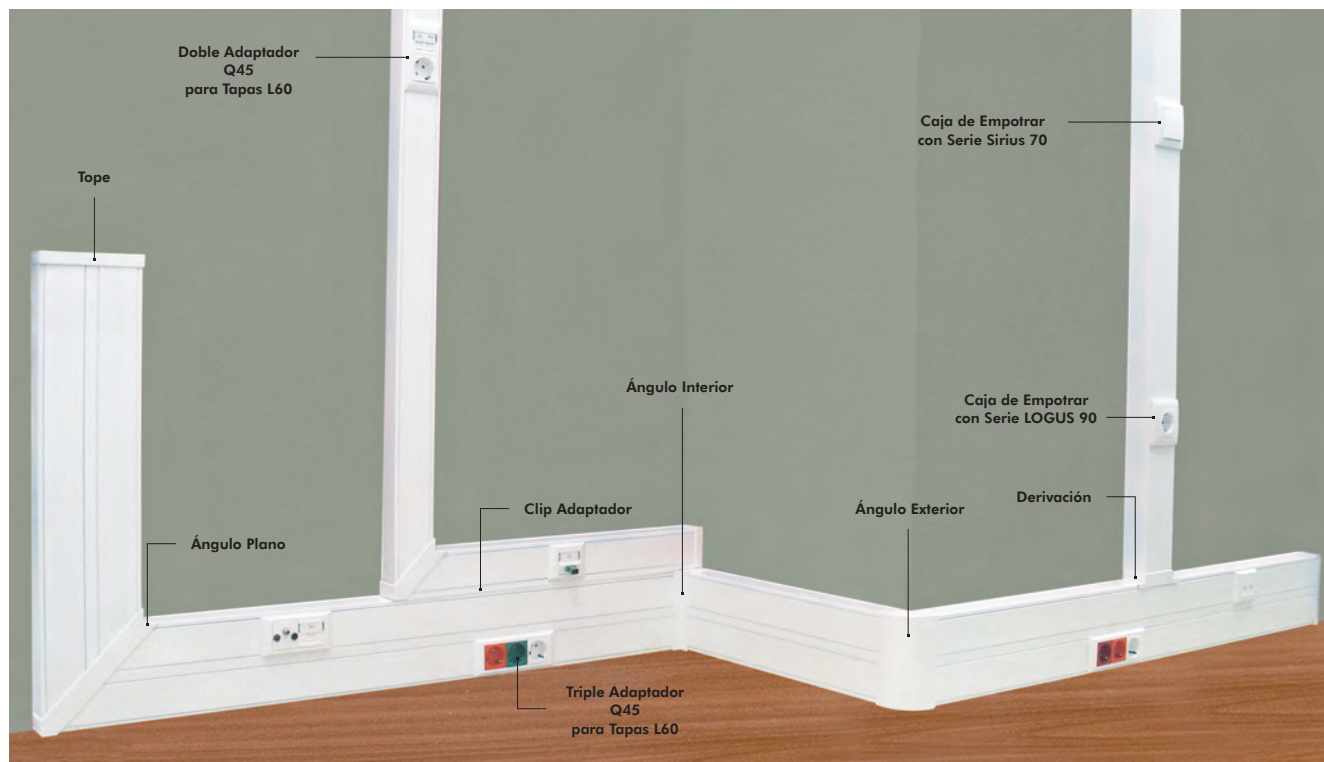 Doble Adaptador
Q45
para Tapas L60
Caja de Empotrar
con Serie Sirius 70
Tope
Ángulo Interior
Caja de Empotrar
con Serie LOGUS 90
Clip Adaptador
Ángulo Exterior
Derivación
Ángulo Plano
Triple Adaptador
Q45
para Tapas L60